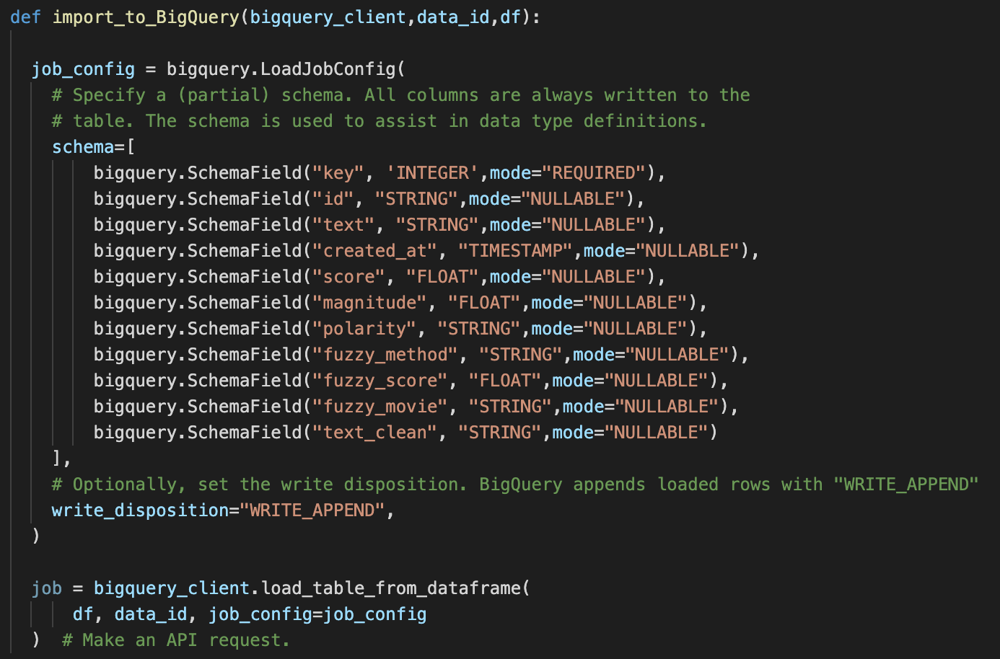 def import_to_BigQuery(bigquery_client,data_id,df):
job_config = bigquery.LoadJobConfig(
# Specify a (partial) schema. All columns are always written to the
# table. The schema is used to assist in data type definitions.
schema=[
bigquery.SchemaField("key", 'INTEGER',mode="REQUIRED"),
bigquery.SchemaField("id", "STRING",mode="NULLABLE"),
bigquery.SchemaField("text", "STRING",mode="NULLABLE"),
bigquery.SchemaField("created_at", "TIMESTAMP",mode="NULLABLE"),
bigquery.SchemaField("score", "FLOAT",mode="NULLABLE"),
bigquery.SchemaField("magnitude", "FLOAT",mode="NULLABLE"),
bigquery.SchemaField("polarity", "STRING",mode="NULLABLE"),
bigquery.SchemaField("fuzzy_method", "STRING",mode="NULLABLE"),
bigquery.SchemaField("fuzzy_score", "FLOAT",mode="NULLABLE"),
bigquery.SchemaField("fuzzy_movie", "STRING",mode="NULLABLE"),
bigquery.SchemaField("text_clean", "STRING",mode="NULLABLE")
],
# Optionally, set the write disposition. BigQuery appends loaded rows with "WRITE_APPEND"
write_disposition="WRITE_APPEND",
)
job = bigquery_client.load_table_from_dataframe(
df, data_id, job_config=job_config
) # Make an API request.